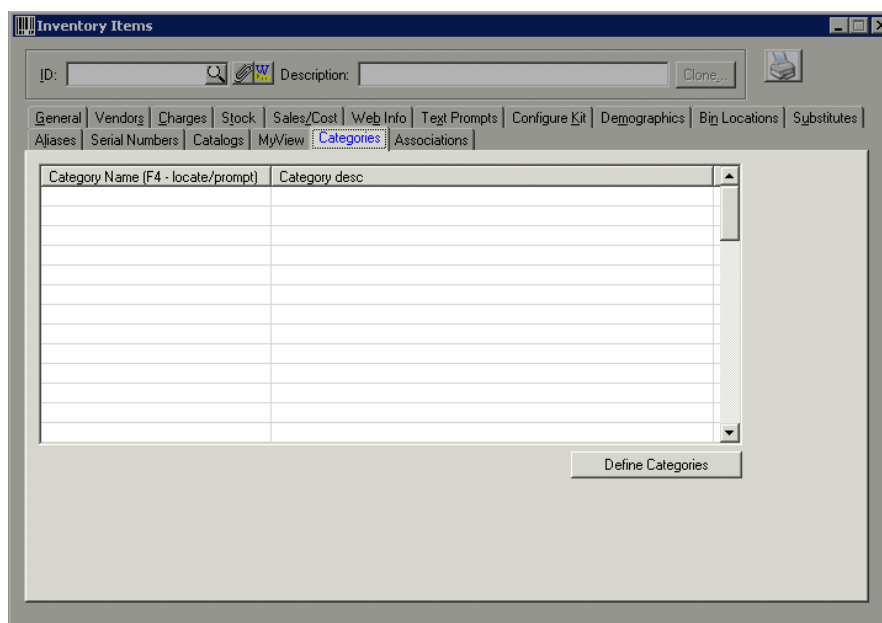 Inventory Items
ID: Description: Clone...
General Vendors Charges Stock Sales/Cost Web Info Text Prompts Configure Kit Demographics Bin Locations Substitutes
Aliases Serial Numbers Catalogs MyView Categories Associations
Category Name (F4 - locate/prompt) Category desc
Define Categories